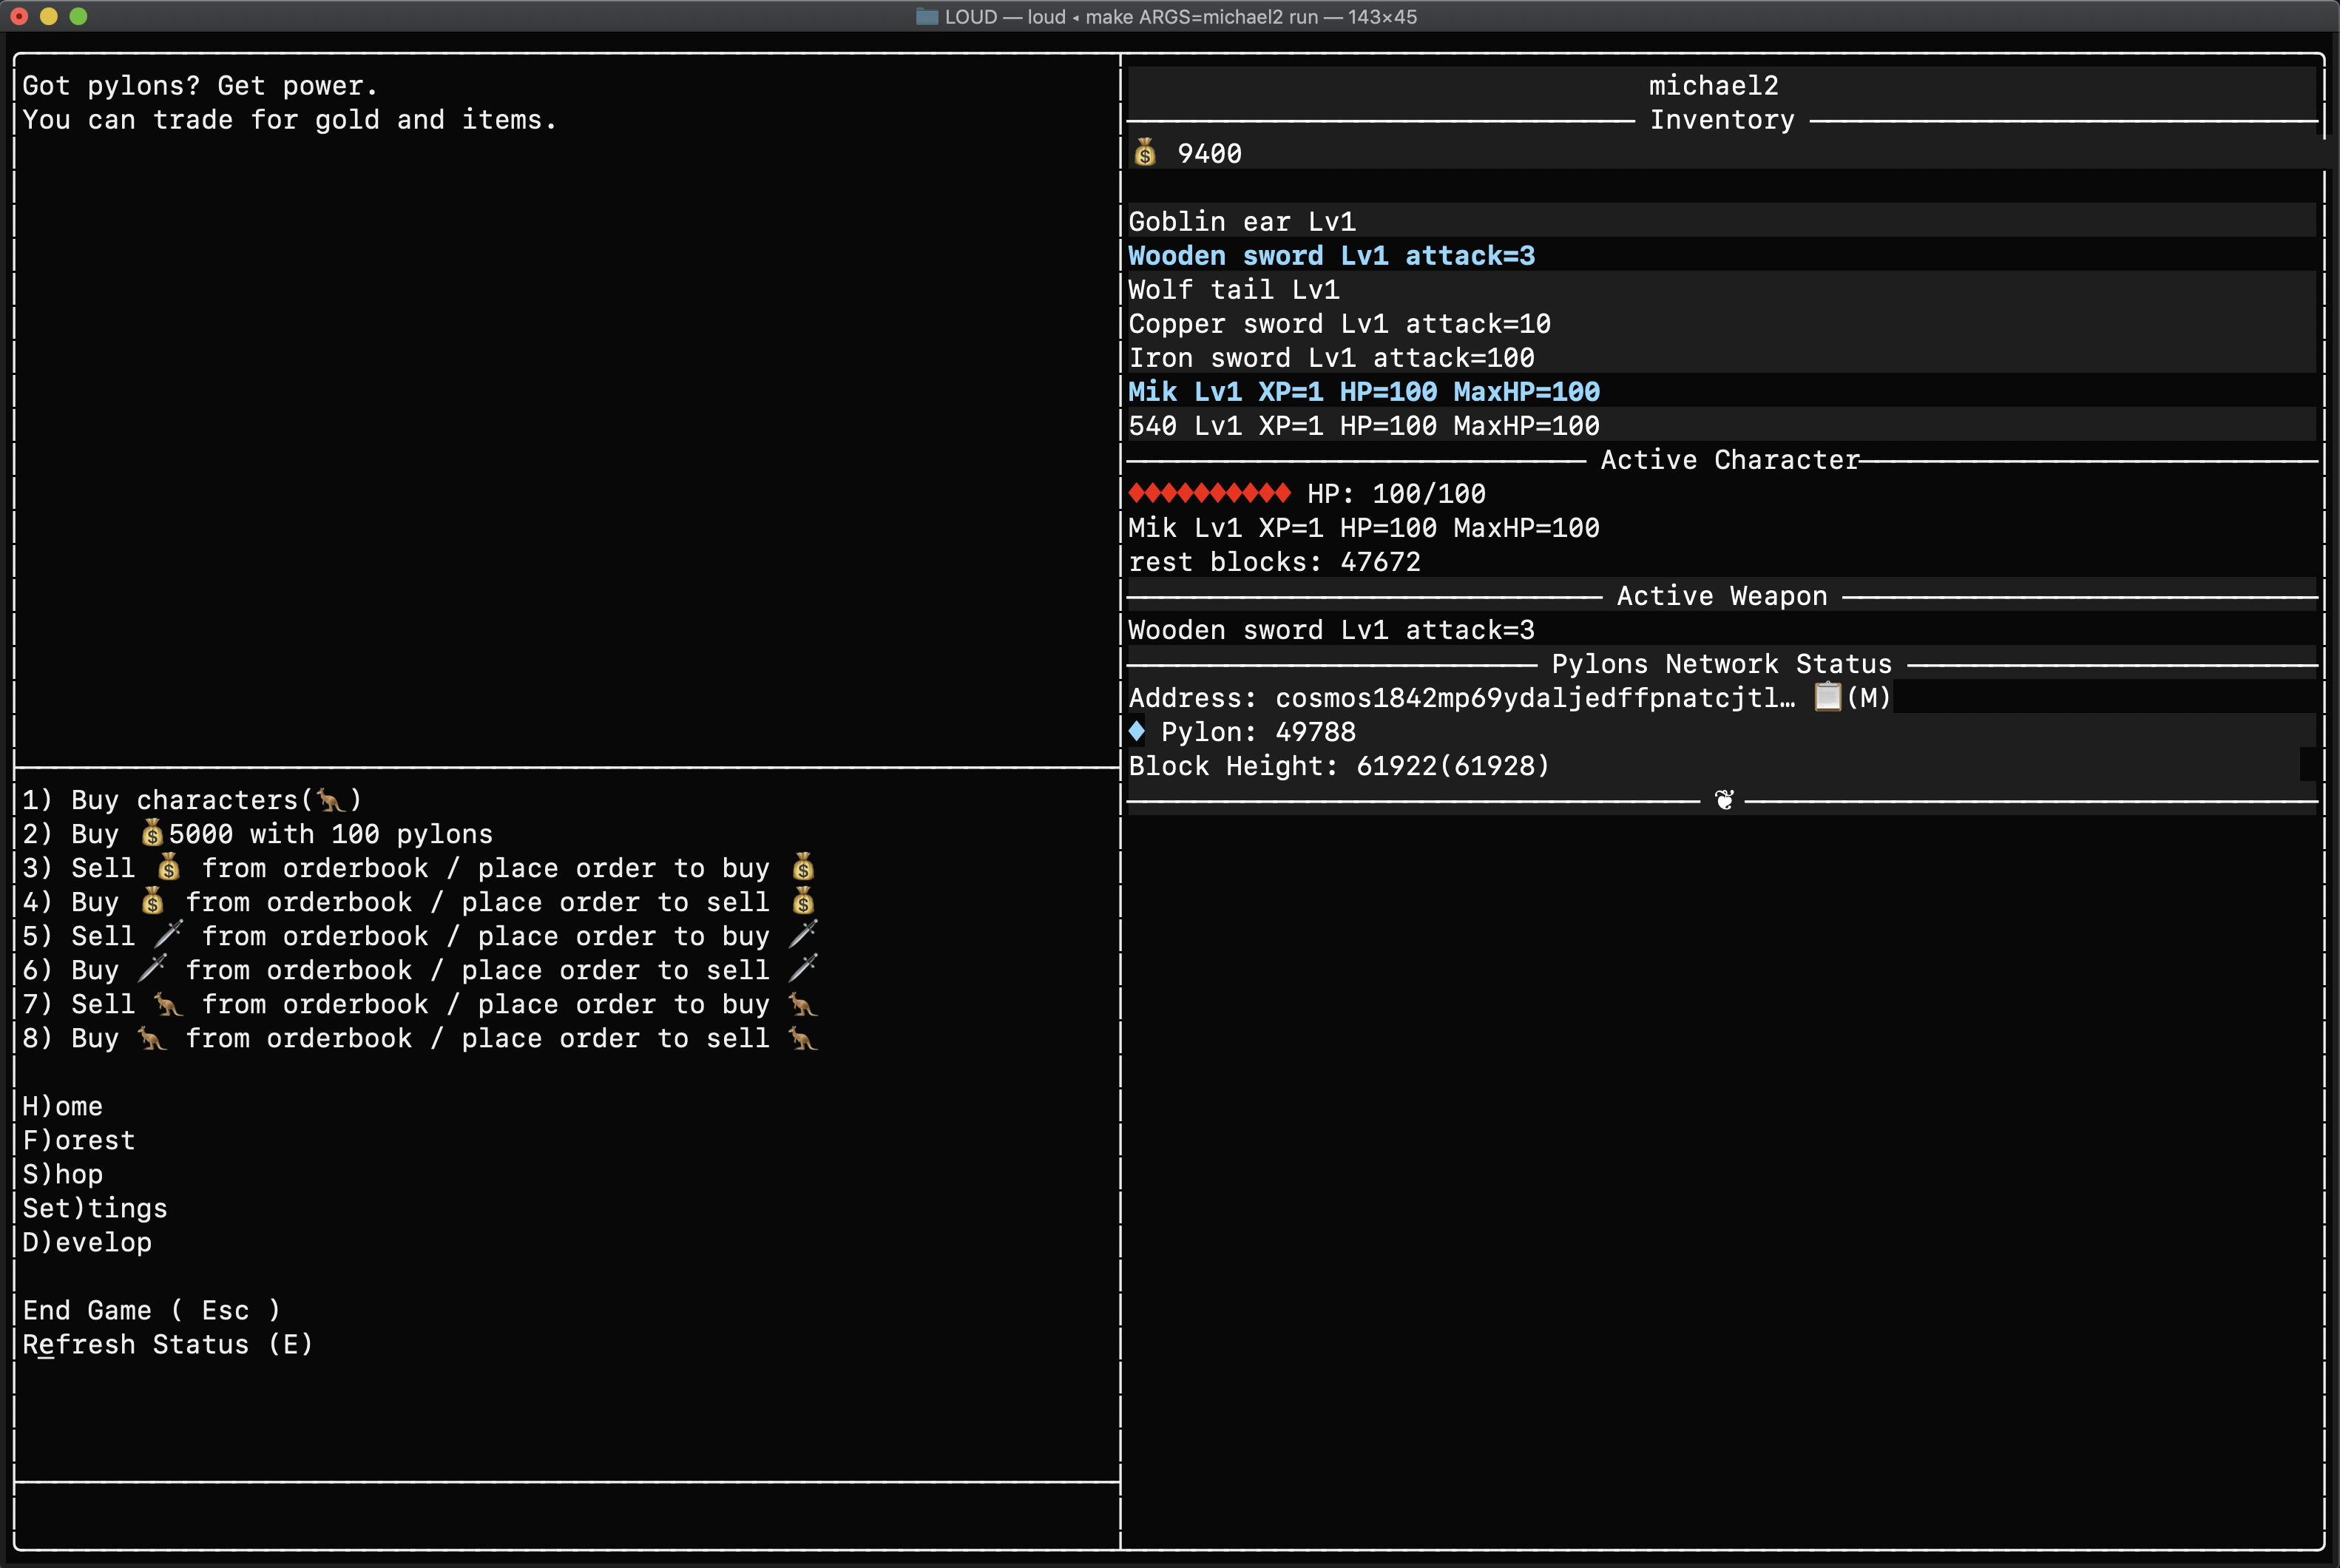 LOUD — loud ◂ make ARGS=michael2 run — 143×45
Got pylons? Get power.
You can trade for gold and items.
1) Buy characters(🦘)
2) Buy 💰5000 with 100 pylons
3) Sell 💰 from orderbook / place order to buy 💰
4) Buy 💰 from orderbook / place order to sell 💰
5) Sell 🗡 from orderbook / place order to buy 🗡
6) Buy 🗡 from orderbook / place order to sell 🗡
7) Sell 🦘 from orderbook / place order to buy 🦘
8) Buy 🦘 from orderbook / place order to sell 🦘
H)ome
F)orest
S)hop
Set)tings
D)evelop
End Game ( Esc )
Refresh Status (E)
michael2
Inventory
💰 9400
Goblin ear Lv1
Wooden sword Lv1 attack=3
Wolf tail Lv1
Copper sword Lv1 attack=10
Iron sword Lv1 attack=100
Mik Lv1 XP=1 HP=100 MaxHP=100
540 Lv1 XP=1 HP=100 MaxHP=100
Active Character
♦♦♦♦♦♦♦♦♦♦ HP: 100/100
Mik Lv1 XP=1 HP=100 MaxHP=100
rest blocks: 47672
Active Weapon
Wooden sword Lv1 attack=3
Pylons Network Status
Address: cosmos1842mp69ydaljedffpnatcjtl… 📋(M)
♦ Pylon: 49788
Block Height: 61922(61928)
❦